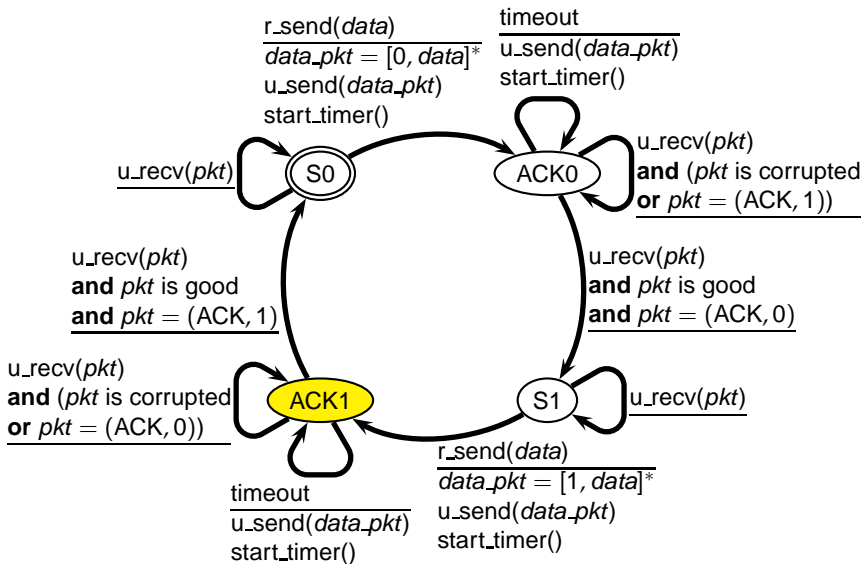 r_send(data)
data_pkt = [0, data]*
u_send(data_pkt)
start_timer()
timeout
u_send(data_pkt)
start_timer()
u_recv(pkt)
S0
ACK0
u_recv(pkt)
and (pkt is corrupted
or pkt = (ACK, 1))
u_recv(pkt)
and pkt is good
and pkt = (ACK, 1)
u_recv(pkt)
and pkt is good
and pkt = (ACK, 0)
u_recv(pkt)
and (pkt is corrupted
or pkt = (ACK, 0))
ACK1
S1
u_recv(pkt)
timeout
u_send(data_pkt)
start_timer()
r_send(data)
data_pkt = [1, data]*
u_send(data_pkt)
start_timer()